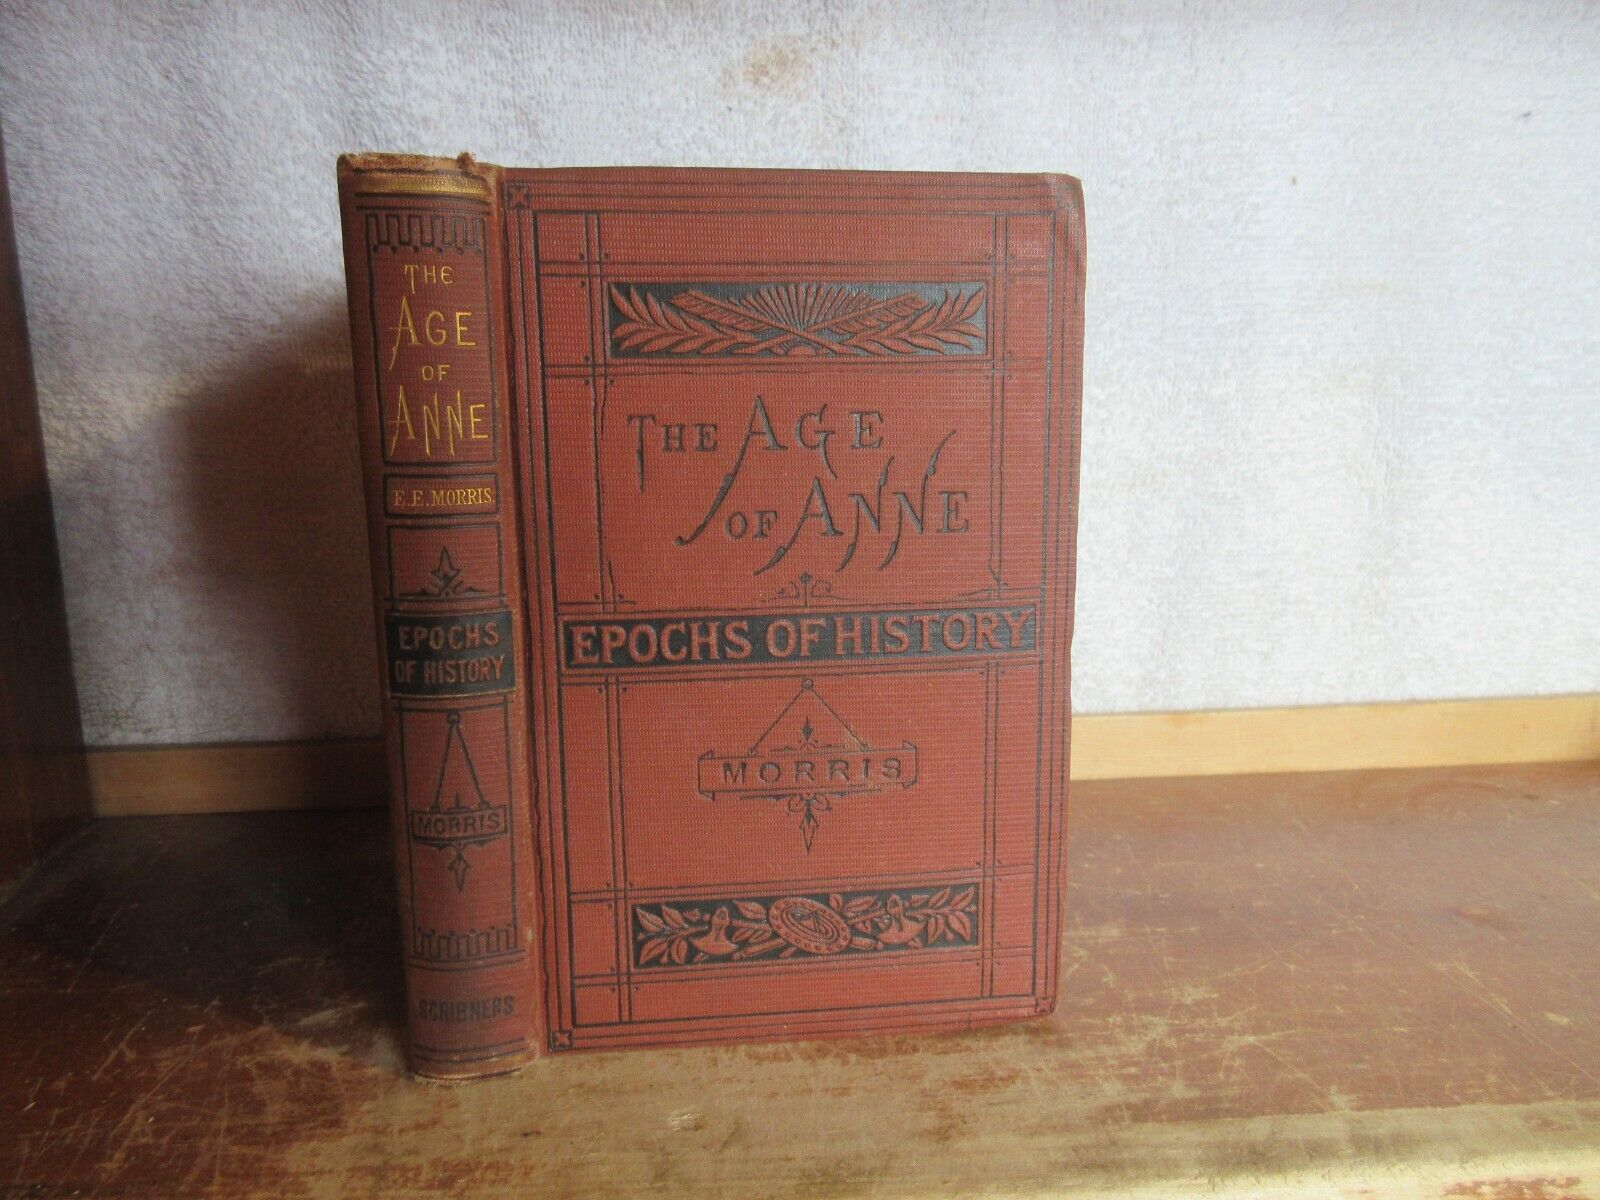 THE
AGE
OF
ANNE
E. E. MORRIS.
EPOCHS
OF HISTORY
MORRIS
SCRIBNERS
THE AGE
OF ANNE
EPOCHS OF HISTORY
MORRIS